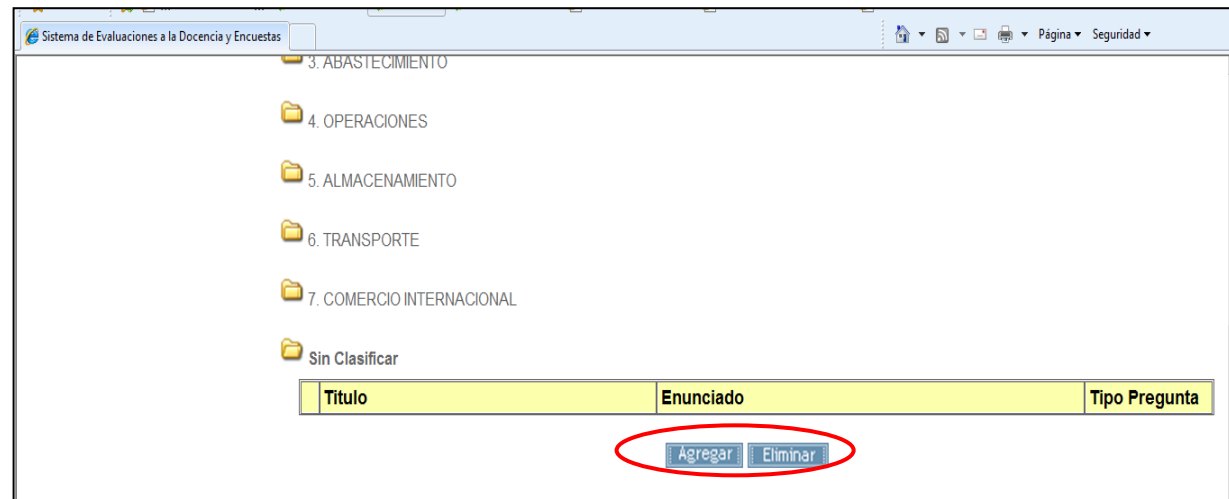 Sistema de Evaluaciones a la Docencia y Encuestas
Página
Seguridad
3. ABASTECIMIENTO
4. OPERACIONES
5. ALMACENAMIENTO
6. TRANSPORTE
7. COMERCIO INTERNACIONAL
Sin Clasificar
Titulo Enunciado Tipo Pregunta
Agregar Eliminar